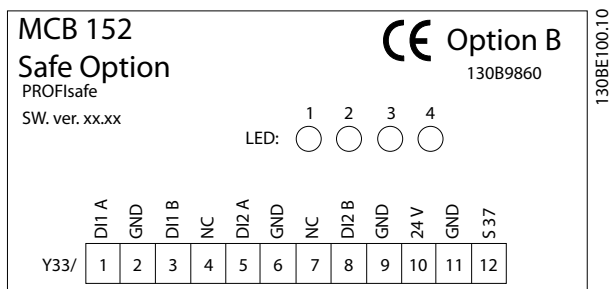 MCB 152
Safe Option
PROFIsafe
SW. ver. xx.xx
CE Option B
130B9860
130BE100.10
1 2 3 4
LED:
DI1 A GND DI1 B NC DI2 A GND NC DI2 B GND 24 V GND S 37
Y33/ 1 2 3 4 5 6 7 8 9 10 11 12